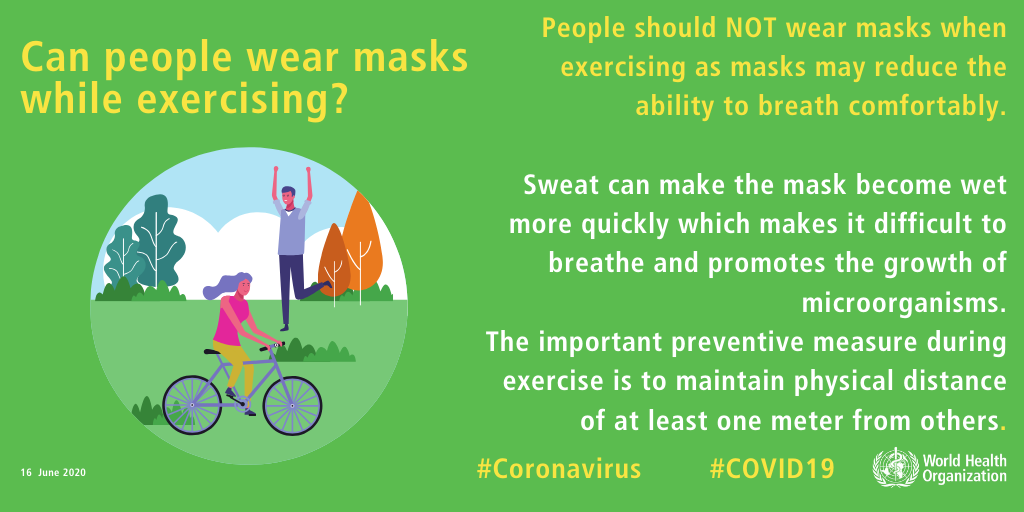 Can people wear masks
while exercising?
People should NOT wear masks when
exercising as masks may reduce the
ability to breath comfortably.
Sweat can make the mask become wet
more quickly which makes it difficult to
breathe and promotes the growth of
microorganisms.
The important preventive measure during
exercise is to maintain physical distance
of at least one meter from others.
16 June 2020
#Coronavirus
#COVID19
World Health
Organization